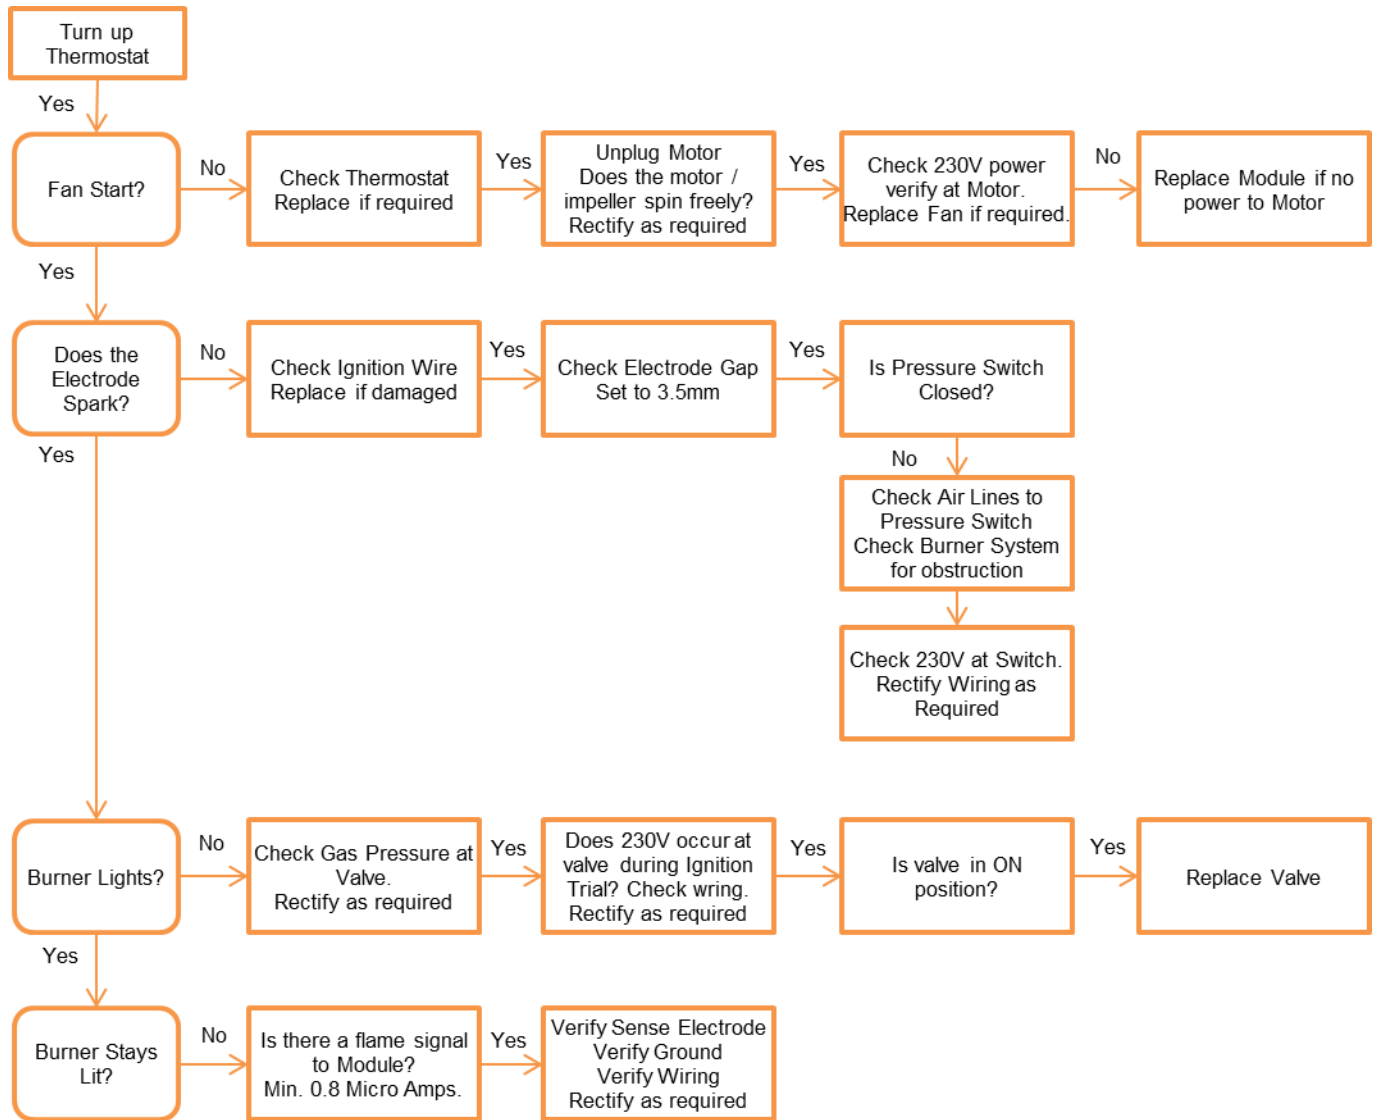 Turn up
Thermostat
Yes
Fan Start?
No
Check Thermostat
Replace if required
Yes
Unplug Motor
Does the motor /
impeller spin freely?
Rectify as required
Yes
Check 230V power
verify at Motor.
Replace Fan if required.
No
Replace Module if no
power to Motor
Yes
Does the
Electrode
Spark?
No
Check Ignition Wire
Replace if damaged
Yes
Check Electrode Gap
Set to 3.5mm
Yes
Is Pressure Switch
Closed?
No
Check Air Lines to
Pressure Switch
Check Burner System
for obstruction
Check 230V at Switch.
Rectify Wiring as
Required
Yes
Burner Lights?
No
Check Gas Pressure at
Valve.
Rectify as required
Yes
Does 230V occur at
valve during Ignition
Trial? Check wring.
Rectify as required
Yes
Is valve in ON
position?
Yes
Replace Valve
Yes
Burner Stays
Lit?
No
Is there a flame signal
to Module?
Min. 0.8 Micro Amps.
Yes
Verify Sense Electrode
Verify Ground
Verify Wiring
Rectify as required